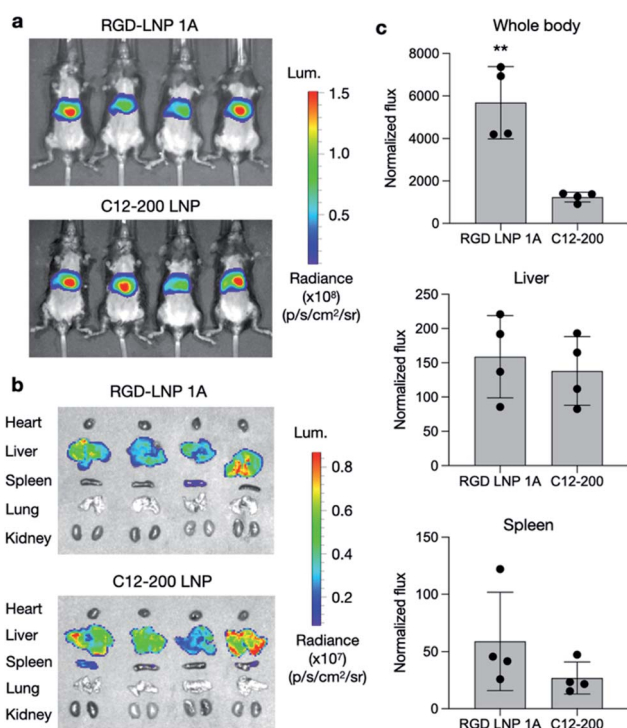 a
RGD-LNP 1A
Lum.
1.5
1.0
0.5
C12-200 LNP
Radiance
(x10⁸)
(p/s/cm²/sr)
b
RGD-LNP 1A
Heart
Liver
Spleen
Lung
Kidney
Lum.
0.8
0.6
0.4
0.2
C12-200 LNP
Heart
Liver
Spleen
Lung
Kidney
Radiance
(x10⁷)
(p/s/cm²/sr)
c
Whole body
**
Normalized flux
8000
6000
4000
2000
0
RGD LNP 1A C12-200
Liver
Normalized flux
250
200
150
100
50
0
RGD LNP 1A C12-200
Spleen
Normalized flux
150
100
50
0
RGD LNP 1A C12-200